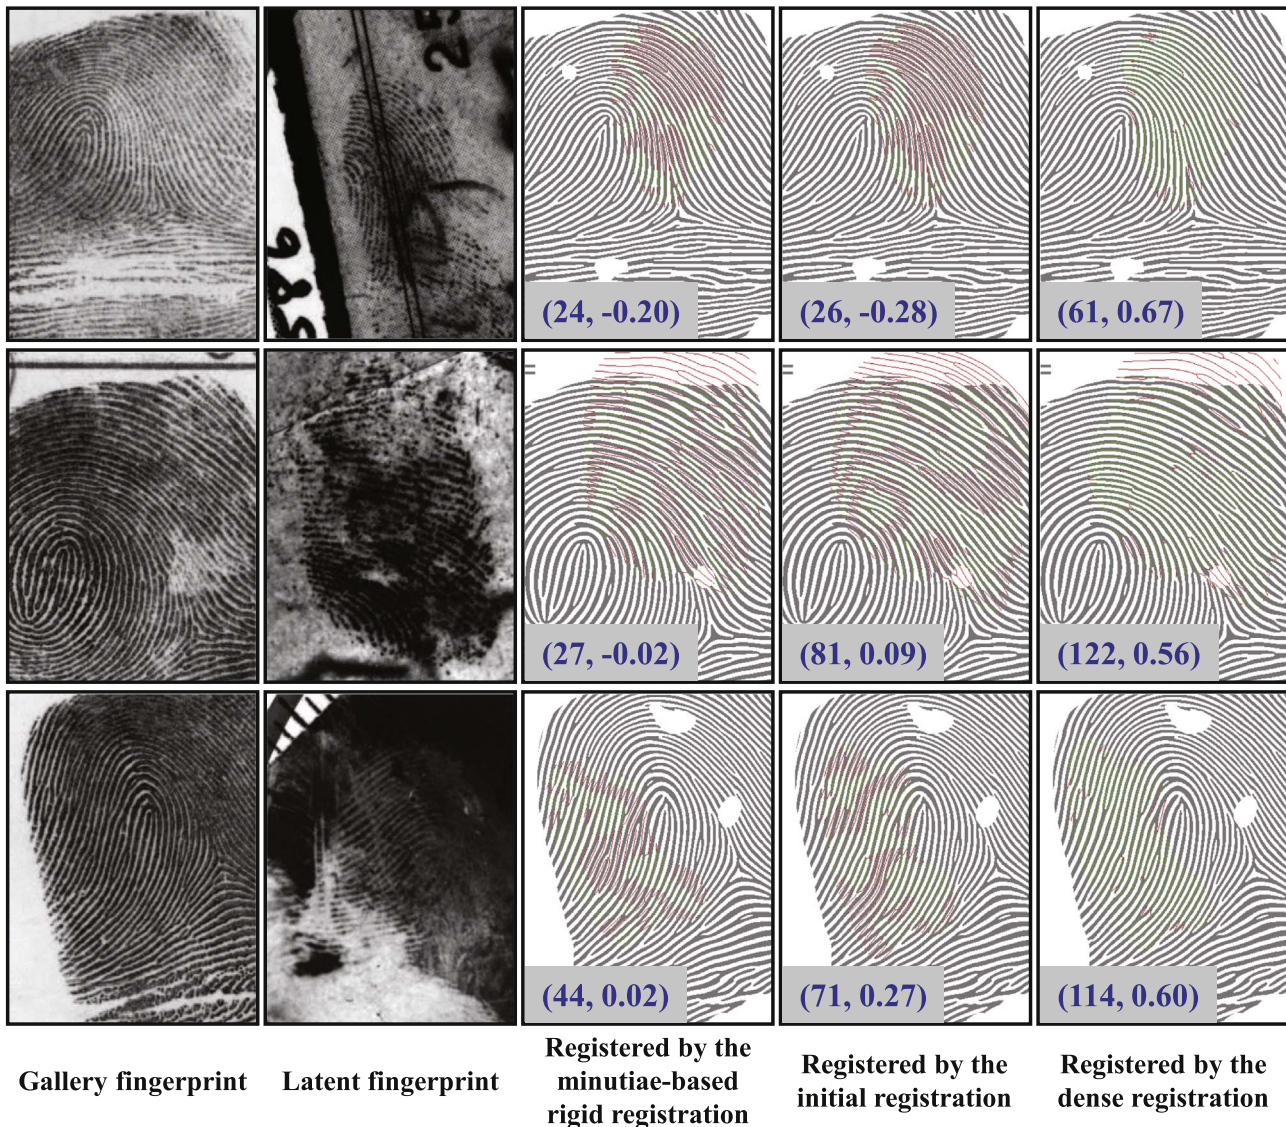 25
986
(24, -0.20)
(26, -0.28)
(61, 0.67)
(27, -0.02)
(81, 0.09)
(122, 0.56)
(44, 0.02)
(71, 0.27)
(114, 0.60)
Gallery fingerprint
Latent fingerprint
Registered by the
minutiae-based
rigid registration
Registered by the
initial registration
Registered by the
dense registration